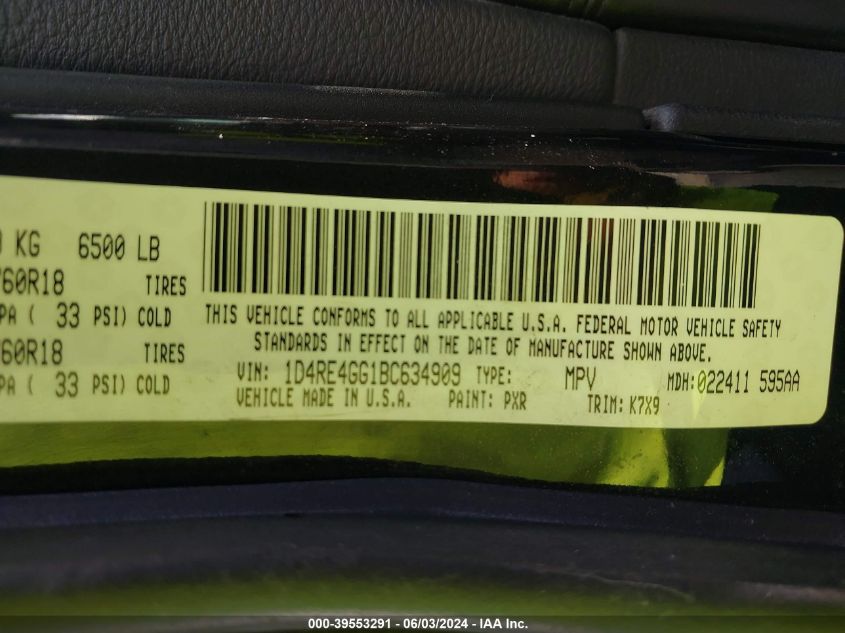 KG 6500 LB
60R18 TIRES
PA ( 33 PSI) COLD
60R18 TIRES
PA ( 33 PSI) COLD
THIS VEHICLE CONFORMS TO ALL APPLICABLE U.S.A. FEDERAL MOTOR VEHICLE SAFETY
STANDARDS IN EFFECT ON THE DATE OF MANUFACTURE SHOWN ABOVE.
VIN: 1D4RE4GG1BC634909 TYPE: MPV MDH:022411 595AA
VEHICLE MADE IN U.S.A. PAINT: PXR TRIM: K7X9
000-39553291 - 06/03/2024 - IAA Inc.